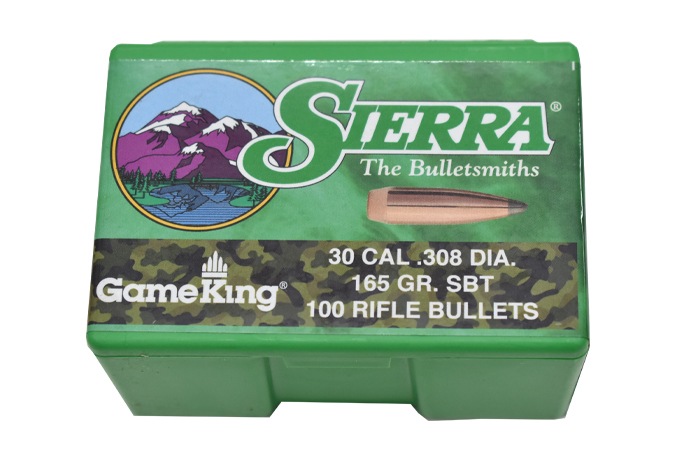 SIERRA®
The Bulletsmiths
30 CAL .308 DIA.
165 GR. SBT
100 RIFLE BULLETS
GameKing®